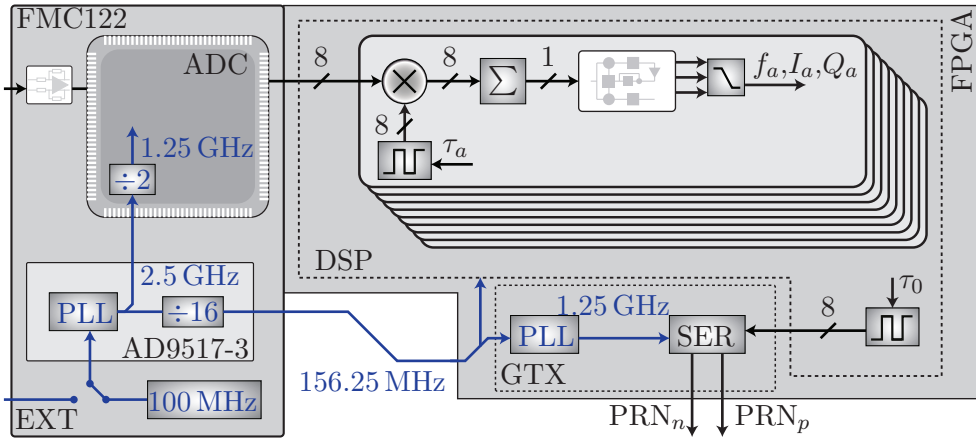 FMC122
ADC
8
8
1
f_a,I_a,Q_a
FPGA
Σ
8
τ_a
1.25 GHz
÷2
DSP
2.5 GHz
τ_0
1.25 GHz
PLL
÷16
PLL
SER
8
AD9517-3
156.25 MHz
GTX
EXT
100 MHz
PRN_n
PRN_p